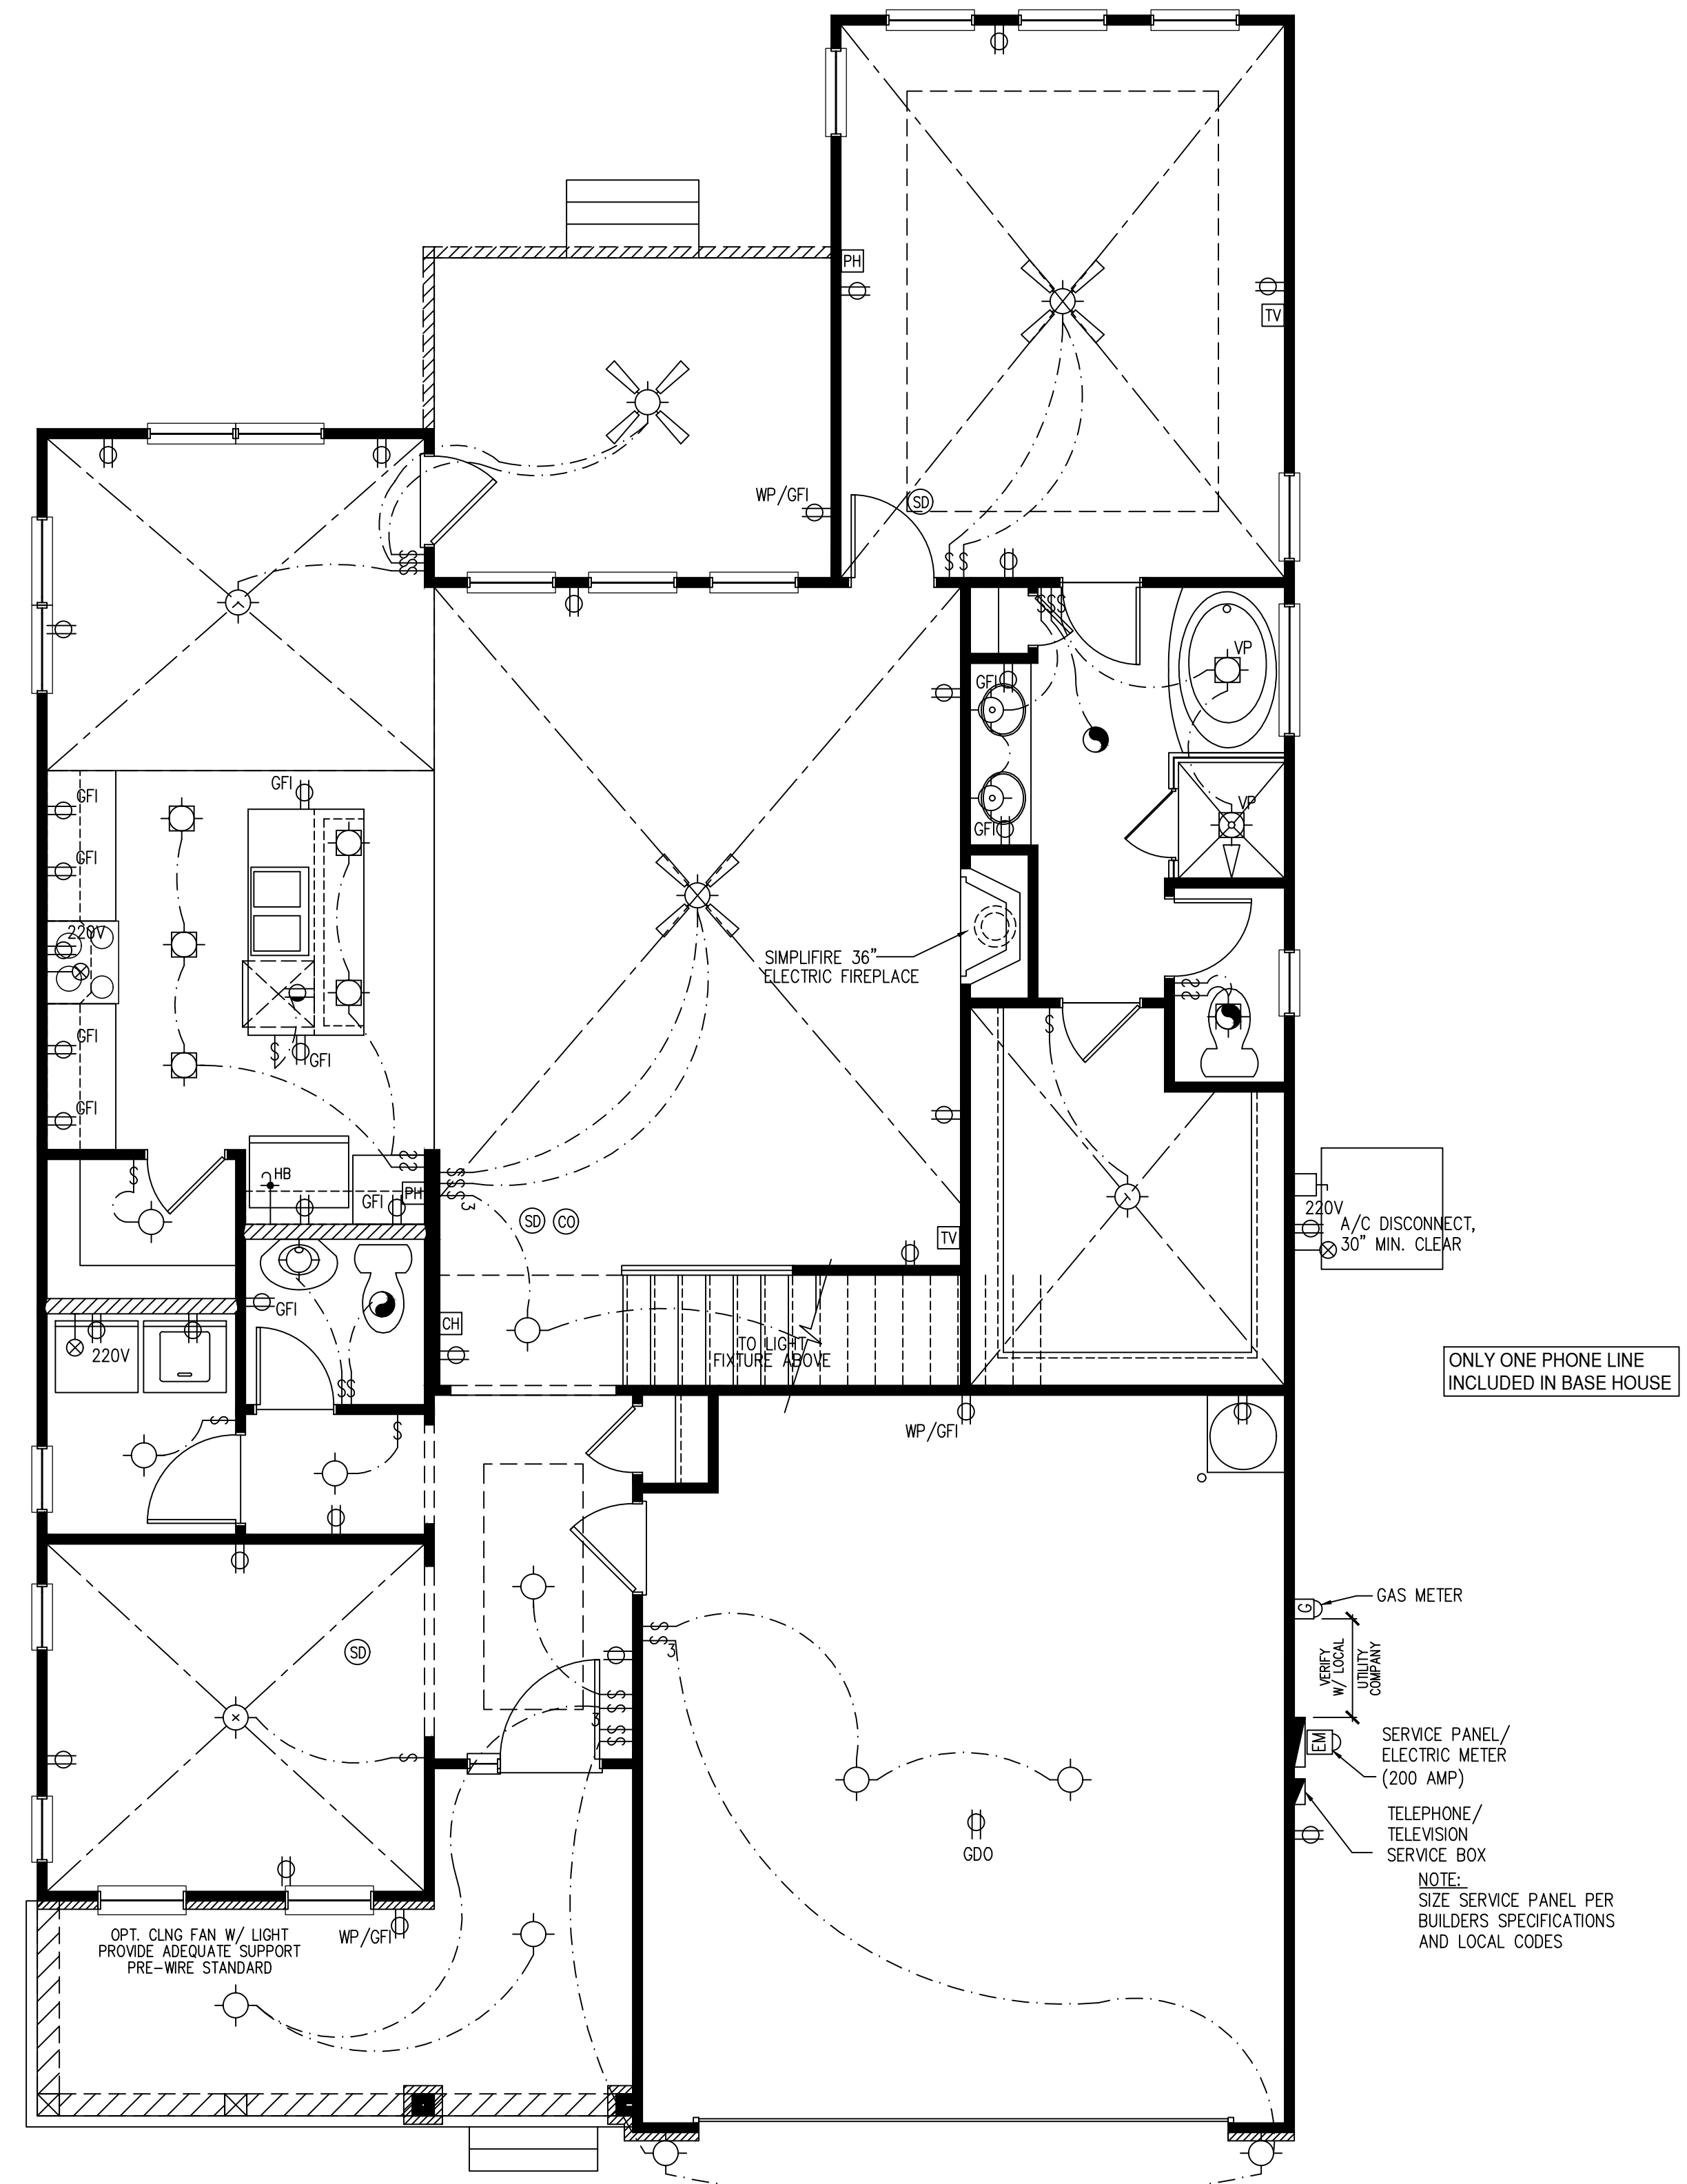 PH
TV
WP/GFI
SD
S
S
S
S
S
S
S
S
S
VP
GFI
GFI
VP
GFI
GFI
GFI
220V
GFI
GFI
S
GFI
SIMPLIFIRE 36"
ELECTRIC FIREPLACE
S
S
S
S
S
S
S
S
S
3
HB
GFI
PH
SD
CO
TV
220V
A/C DISCONNECT,
30" MIN. CLEAR
GFI
CH
220V
TO LIGHT
FIXTURE ABOVE
S
S
S
S
WP/GFI
ONLY ONE PHONE LINE
INCLUDED IN BASE HOUSE
G
GAS METER
VERIFY
W/ LOCAL
UTILITY
COMPANY
SD
S
S
3
S
S
S
3
S
S
EM
SERVICE PANEL/
ELECTRIC METER
(200 AMP)
TELEPHONE/
TELEVISION
SERVICE BOX
GDO
NOTE:
SIZE SERVICE PANEL PER
BUILDERS SPECIFICATIONS
AND LOCAL CODES
OPT. CLNG FAN W/ LIGHT
PROVIDE ADEQUATE SUPPORT
PRE-WIRE STANDARD
WP/GFI